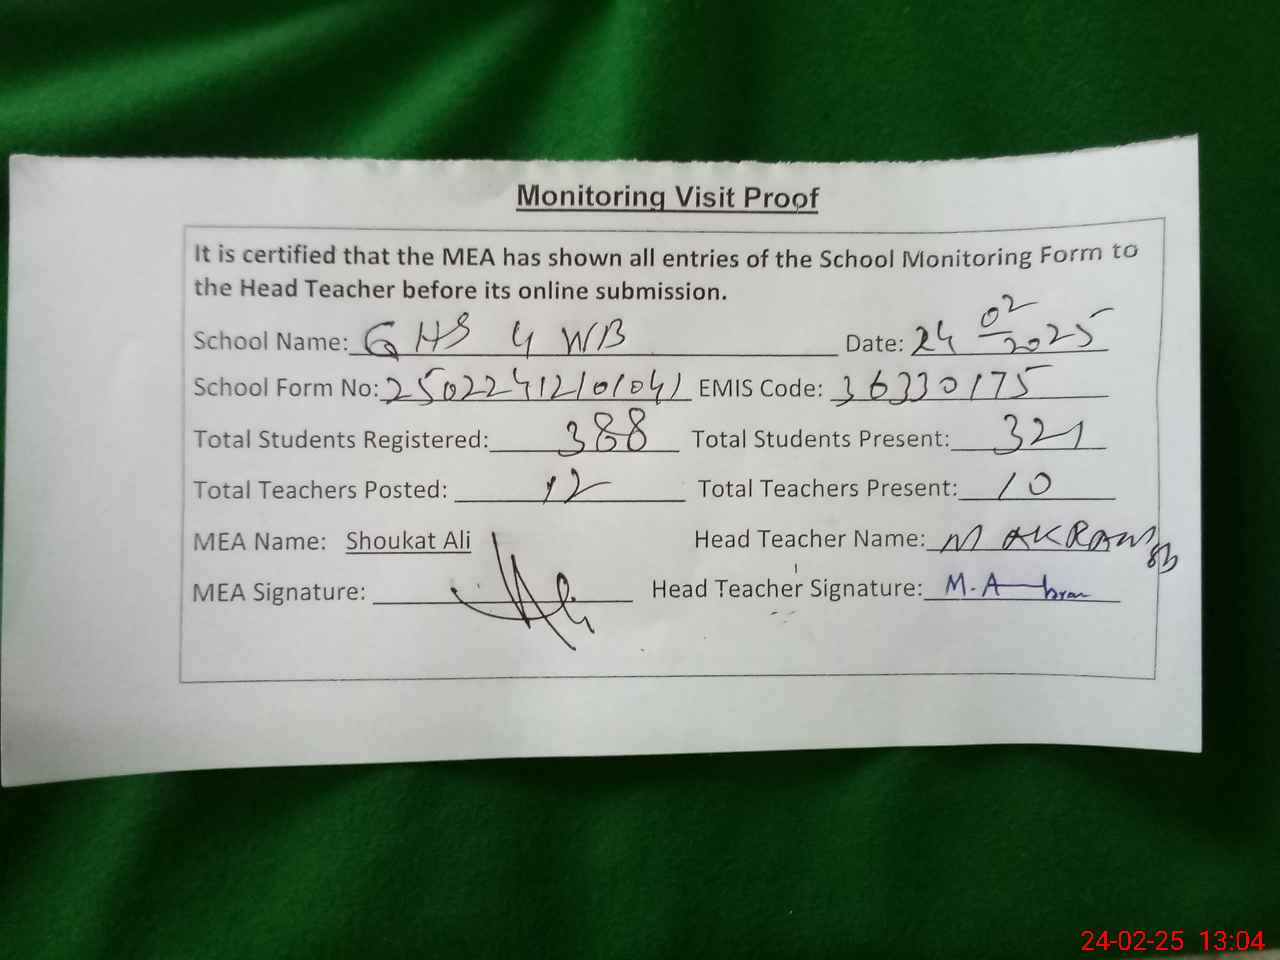 Monitoring Visit Proof
It is certified that the MEA has shown all entries of the School Monitoring Form to
the Head Teacher before its online submission.
School Name: GHS 4 WB Date: 24 02/2025
School Form No: 25022412101041 EMIS Code: 36330175
Total Students Registered: 388 Total Students Present: 321
Total Teachers Posted: 12 Total Teachers Present: 10
MEA Name: Shoukat Ali Head Teacher Name: M AKRAM
MEA Signature: Head Teacher Signature: M. A
24-02-25 13:04